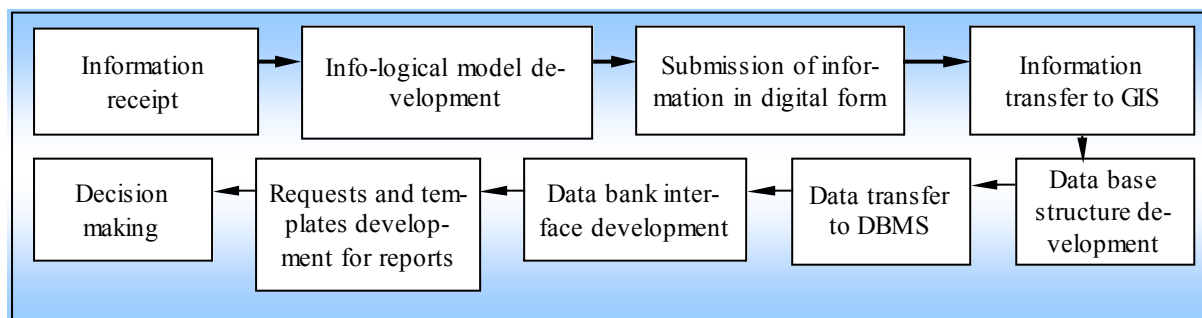 Information
receipt
Info-logical model de-
velopment
Submission of infor-
mation in digital form
Information
transfer to GIS
Data base
structure de-
velopment
Data transfer
to DBMS
Data bank inter-
face development
Requests and tem-
plates develop-
ment for reports
Decision
making